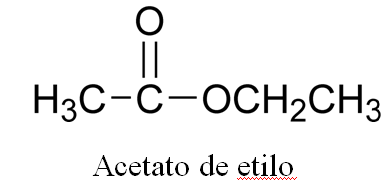 O
H₃C–C–OCH₂CH₃
Acetato de etilo